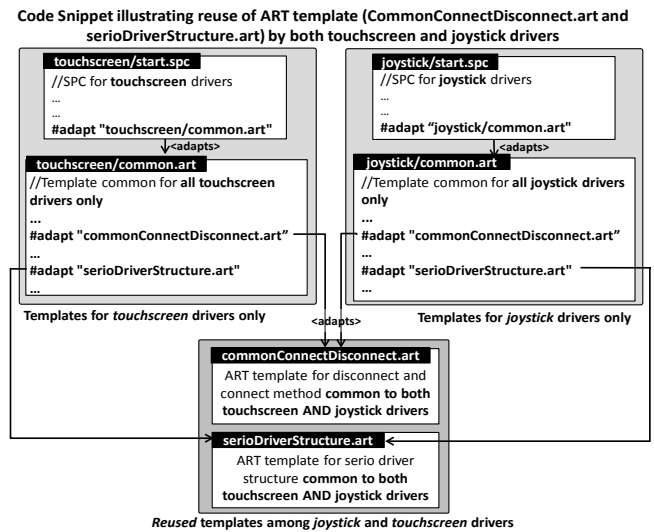 Code Snippet illustrating reuse of ART template (CommonConnectDisconnect.art and
serioDriverStructure.art) by both touchscreen and joystick drivers
touchscreen/start.spc
//SPC for touchscreen drivers
...
...
#adapt "touchscreen/common.art"
<adapts>
touchscreen/common.art
//Template common for all touchscreen
drivers only
...
#adapt "commonConnectDisconnect.art”
...
#adapt "serioDriverStructure.art"
...
Templates for touchscreen drivers only
joystick/start.spc
//SPC for joystick drivers
...
...
#adapt “joystick/common.art"
<adapts>
joystick/common.art
//Template common for all joystick drivers
only
...
#adapt "commonConnectDisconnect.art”
...
#adapt "serioDriverStructure.art"
...
Templates for joystick drivers only
<adapts>
commonConnectDisconnect.art
ART template for disconnect and
connect method common to both
touchscreen AND joystick drivers
serioDriverStructure.art
ART template for serio driver
structure common to both
touchscreen AND joystick drivers
Reused templates among joystick and touchscreen drivers